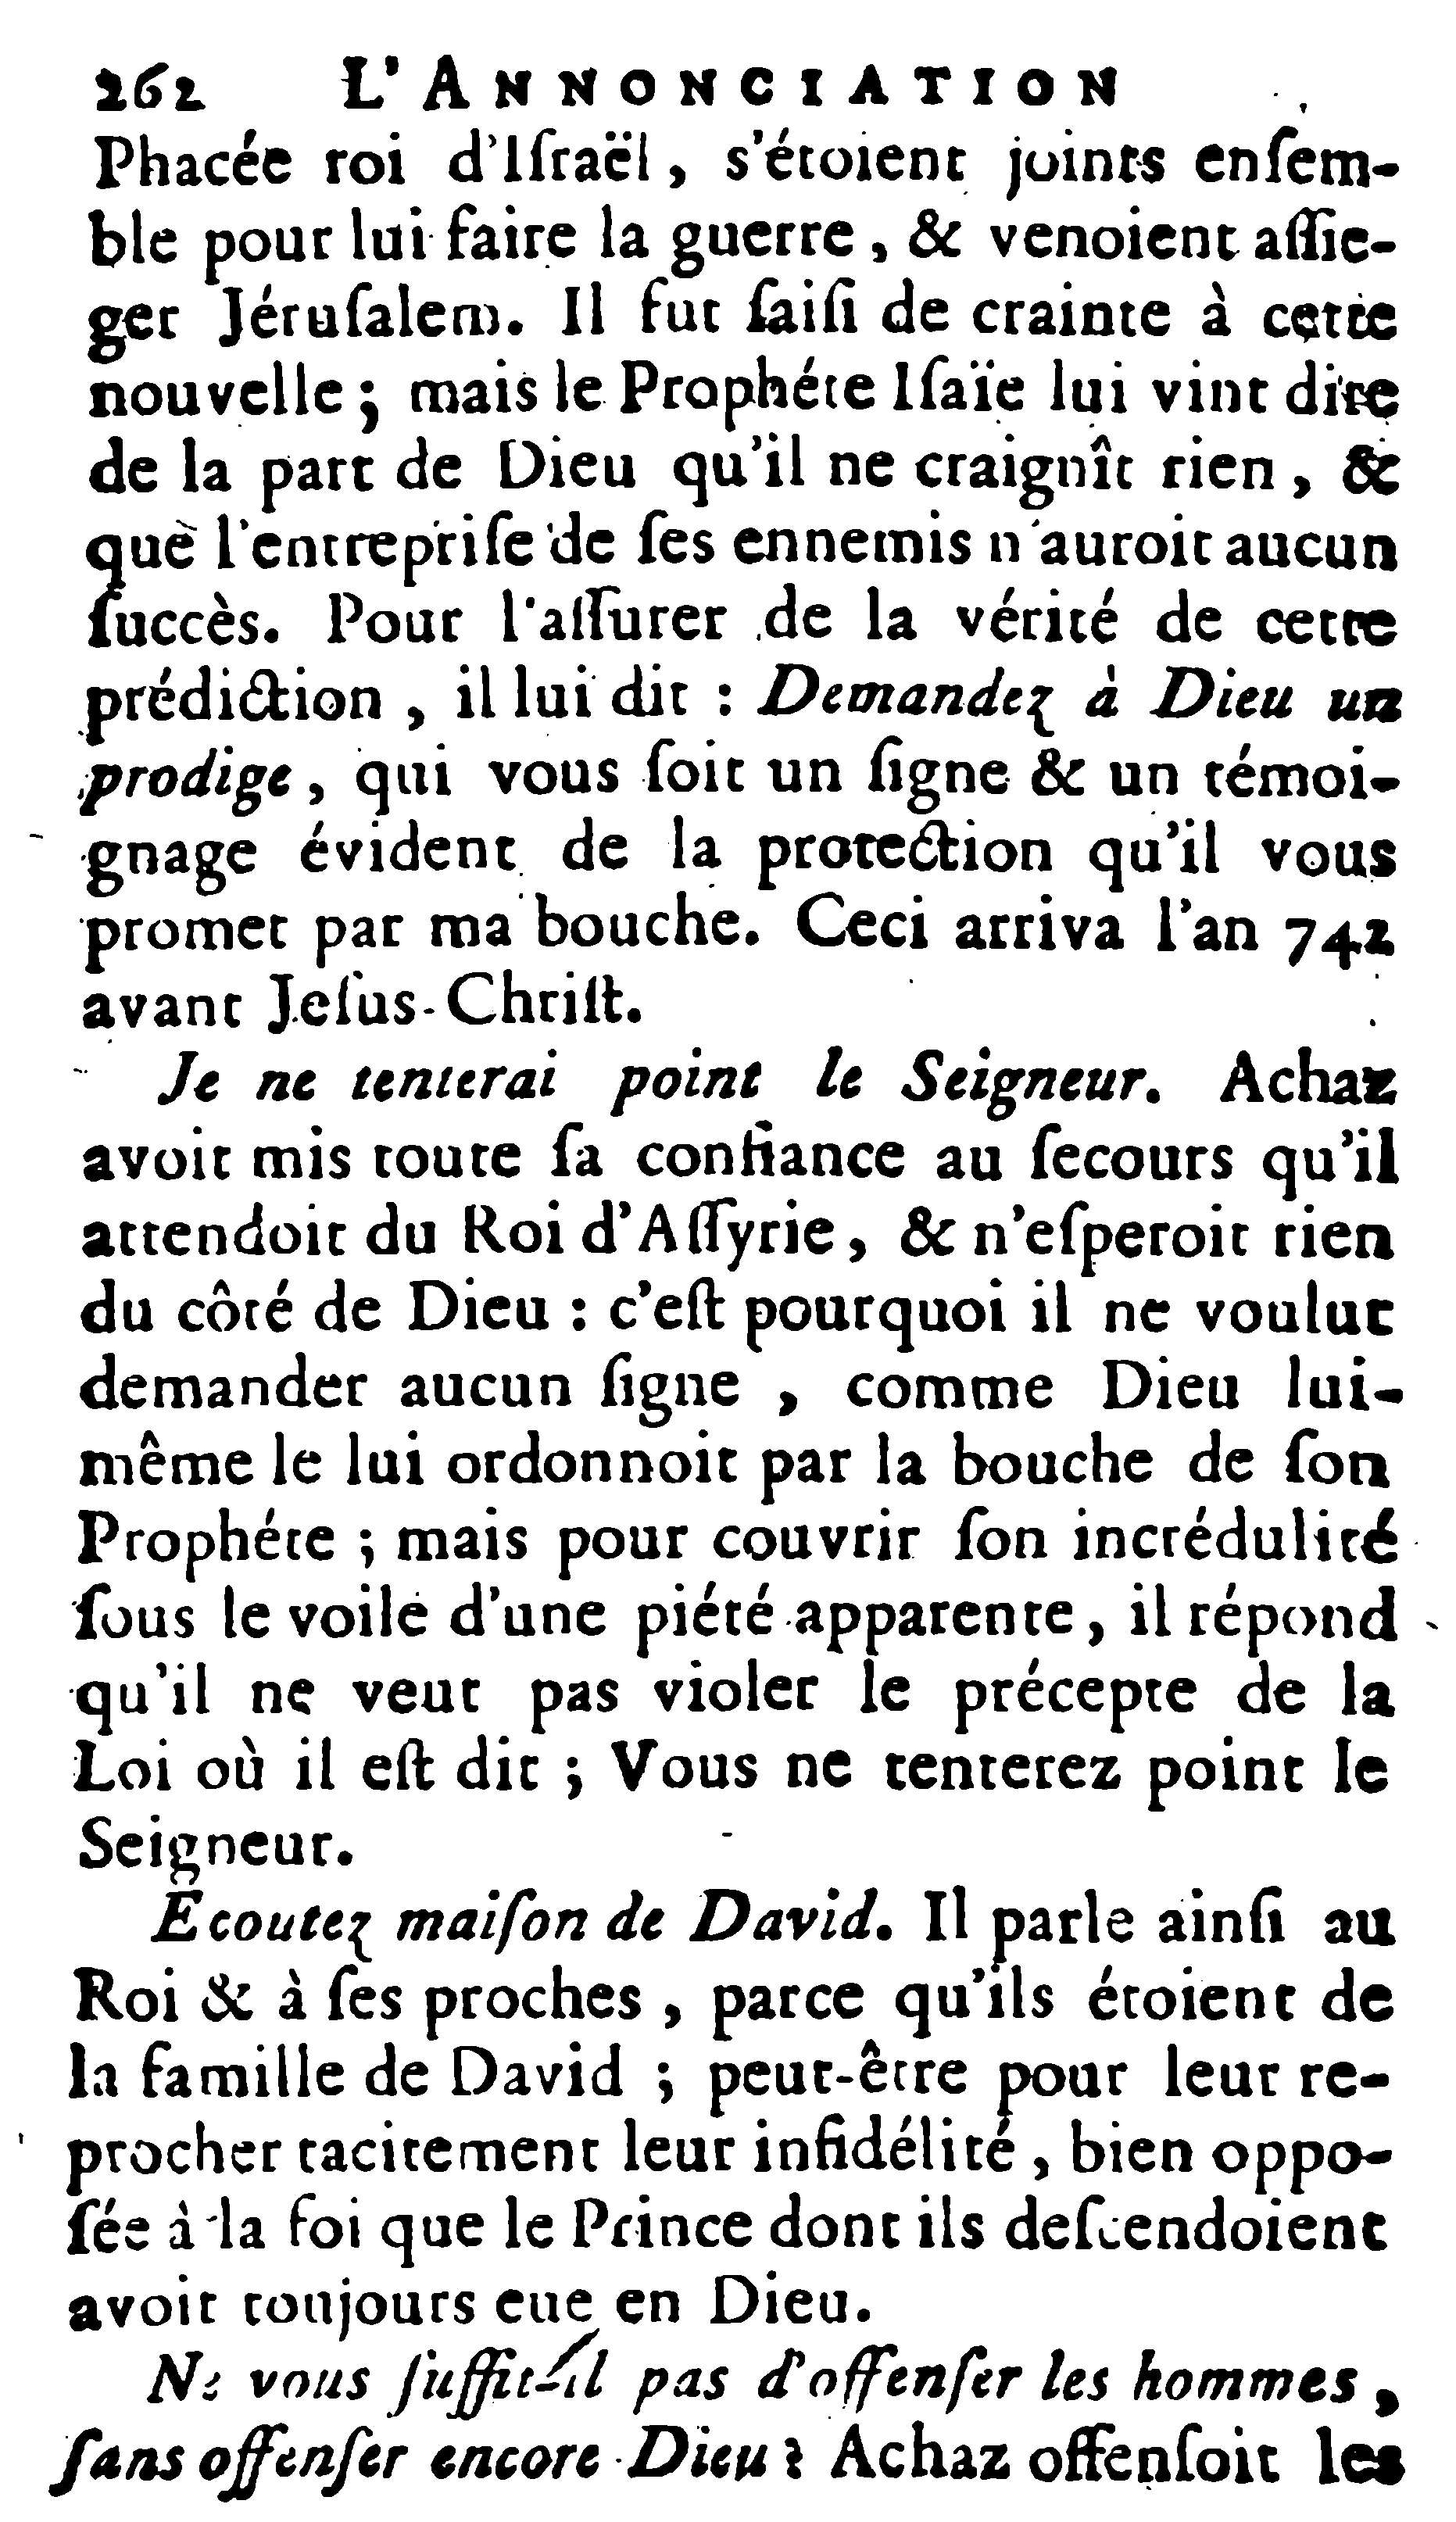 262 L'ANNONCIATION
Phacée roi d'Iſraël, s'étoient joints enſem-
ble pour lui faire la guerre, & venoient aſſie-
ger Jéruſalem. Il fut ſaiſi de crainte à cette
nouvelle; mais le Prophéte Iſaïe lui vint dire
de la part de Dieu qu'il ne craignît rien, &
que l'entrepriſe de ſes ennemis n'auroit aucun
ſuccès. Pour l'aſſurer de la vérité de cette
prédiction, il lui dit : Demandez à Dieu un
prodige, qui vous ſoit un ſigne & un témoi-
gnage évident de la protection qu'il vous
promet par ma bouche. Ceci arriva l'an 742
avant Jeſus-Chriſt.
Je ne tenterai point le Seigneur. Achaz
avoit mis toute ſa confiance au ſecours qu'il
attendoit du Roi d'Aſſyrie, & n'eſperoit rien
du côté de Dieu : c'eſt pourquoi il ne voulut
demander aucun ſigne, comme Dieu lui-
même le lui ordonnoit par la bouche de ſon
Prophéte ; mais pour couvrir ſon incrédulité
ſous le voile d'une piété apparente, il répond
qu'il ne veut pas violer le précepte de la
Loi où il eſt dit ; Vous ne tenterez point le
Seigneur.
Ecoutez maiſon de David. Il parle ainſi au
Roi & à ſes proches, parce qu'ils étoient de
la famille de David ; peut-être pour leur re-
procher tacitement leur infidélité, bien oppo-
ſée à la foi que le Prince dont ils deſcendoient
avoit toujours eue en Dieu.
Ne vous ſuffit-il pas d'offenſer les hommes,
ſans offenſer encore Dieu ? Achaz offenſoit les